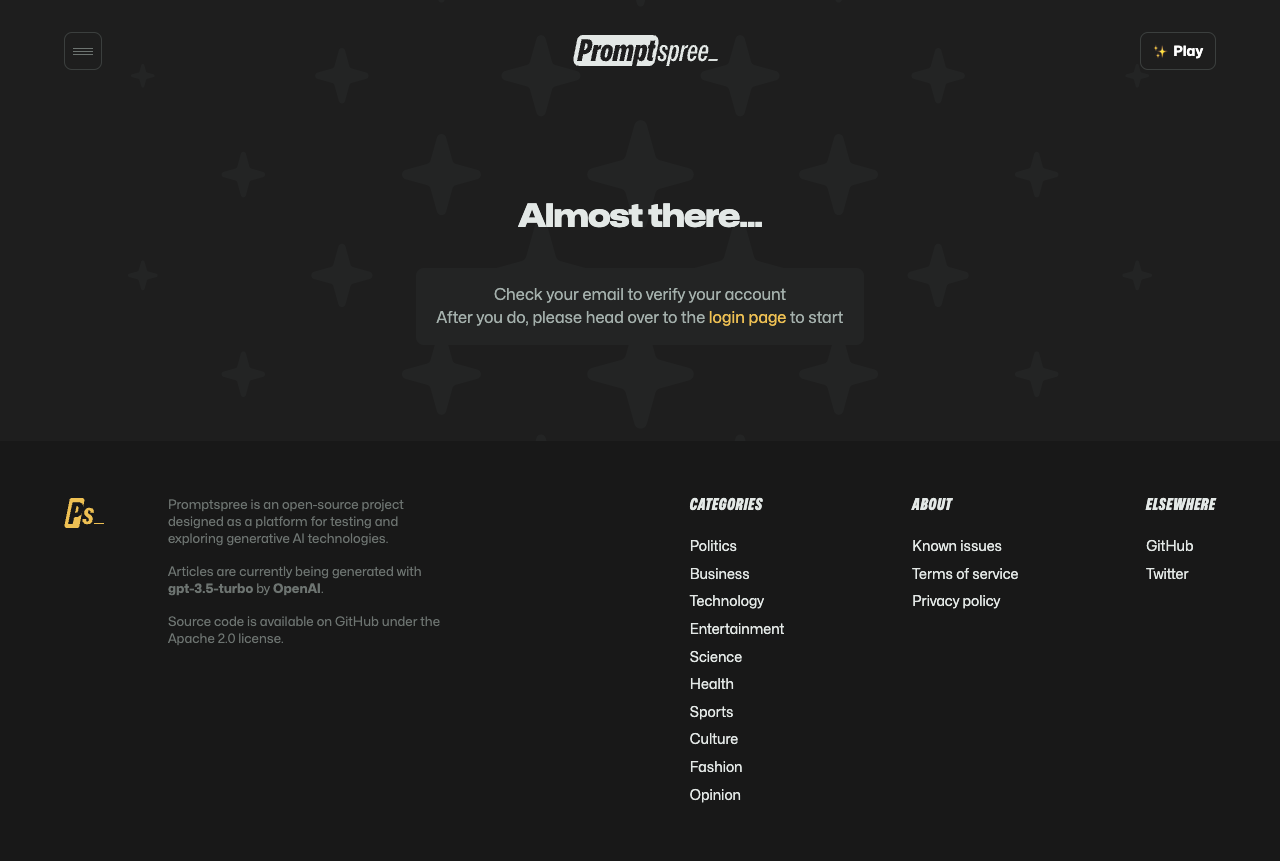 Promptspree_
✨ Play
Almost there...
Check your email to verify your account
After you do, please head over to the login page to start
Ps_
Promptspree is an open-source project
designed as a platform for testing and
exploring generative AI technologies.
Articles are currently being generated with
gpt-3.5-turbo by OpenAI.
Source code is available on GitHub under the
Apache 2.0 license.
CATEGORIES
Politics
Business
Technology
Entertainment
Science
Health
Sports
Culture
Fashion
Opinion
ABOUT
Known issues
Terms of service
Privacy policy
ELSEWHERE
GitHub
Twitter